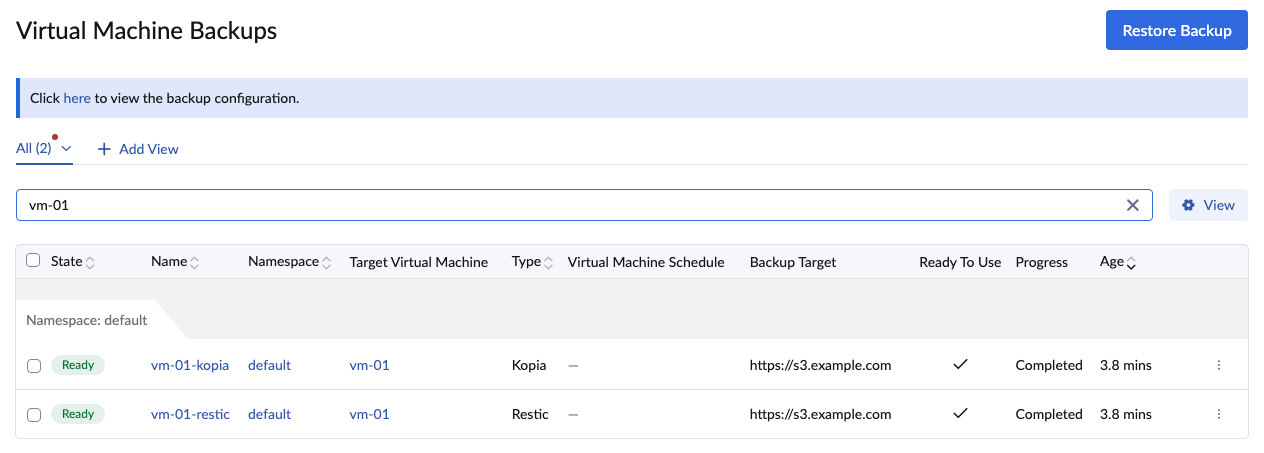 Virtual Machine Backups
Restore Backup
Click here to view the backup configuration.
All (2)
Add View
vm-01
View
State Name Namespace Target Virtual Machine Type Virtual Machine Schedule Backup Target Ready To Use Progress Age
Namespace: default
Ready vm-01-kopia default vm-01 Kopia — https://s3.example.com Completed 3.8 mins
Ready vm-01-restic default vm-01 Restic — https://s3.example.com Completed 3.8 mins